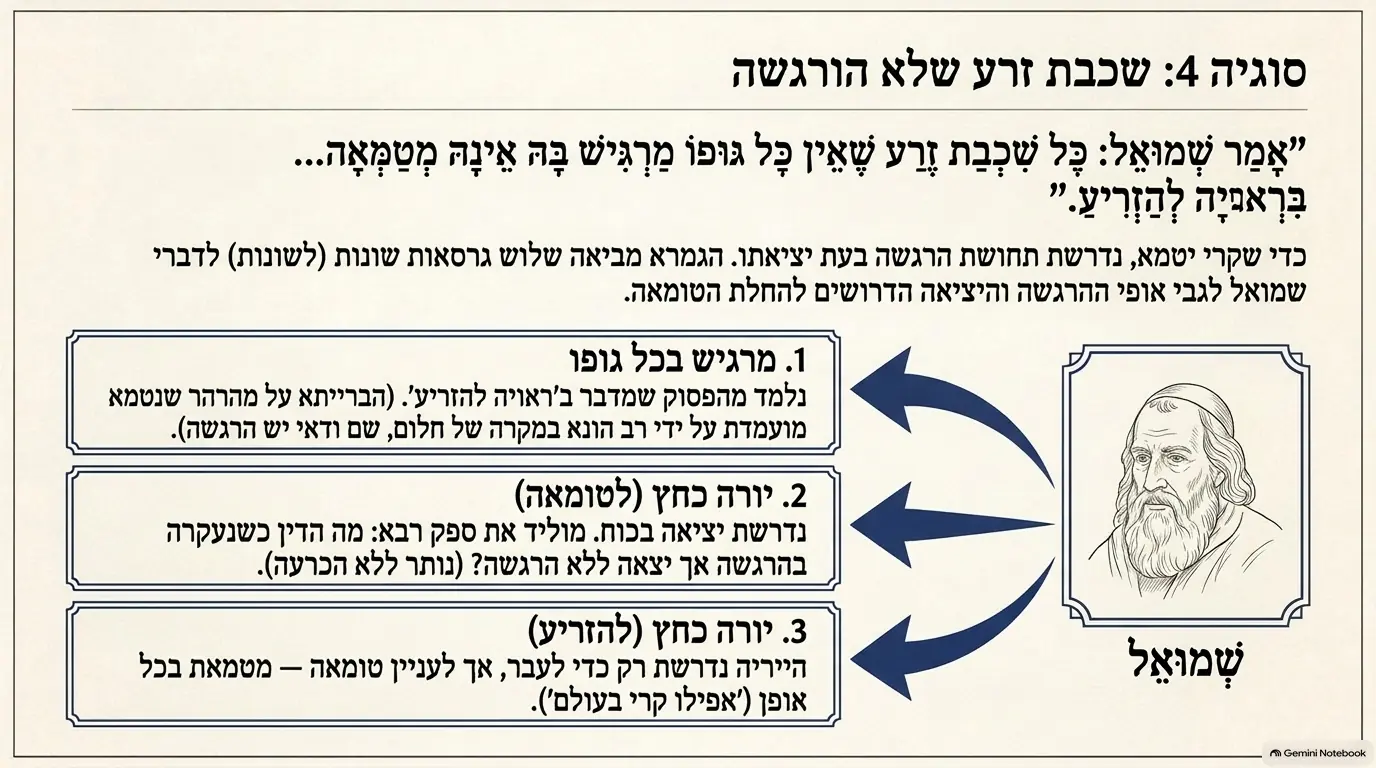 סוגיה 4: שכבת זרע שלא הורגשה
"אָמַר שְׁמוּאֵל: כׇּל שִׁכְבַת זֶרַע שֶׁאֵין כׇּל גּוּפוֹ מַרְגִּישׁ בָּהּ אֵינָהּ מְטַמְּאָה...
לְהַזְרִיעַ."
כדי שקרי יטמא, נדרשת תחושת הרגשה בעת יציאתו. הגמרא מביאה שלוש גרסאות שונות (לשונות) לדברי
שמואל לגבי אופי ההרגשה והיציאה הדרושים להחלת הטומאה.
1. מרגיש בכל גופו
נלמד מהפסוק שמדבר ב'ראויה להזריע'. (הברייתא על מהרהר שנטמא
מועמדת על ידי רב הונא במקרה של חלום, שם ודאי יש הרגשה).
2. יורה כחץ (לטומאה)
נדרשת יציאה בכוח. מוליד את ספק רבא: מה הדין כשנעקרה
בהרגשה אך יצאה ללא הרגשה? (נותר ללא הכרעה).
3. יורה כחץ (להזריע)
הייריה נדרשת רק כדי לעבר, אך לעניין טומאה — מטמאת בכל
אופן ('אפילו קרי בעולם').
שְׁמוּאֵל
Gemini Notebook